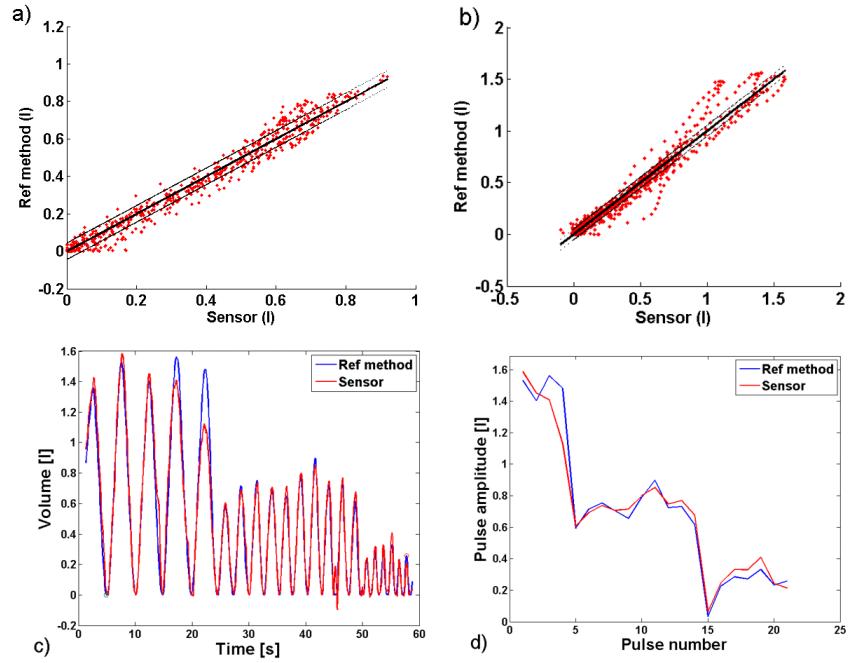 a)
1.2
1
0.8
0.6
0.4
0.2
0
-0.2
Ref method (l)
0 0.2 0.4 0.6 0.8 1
Sensor (l)
b)
2
1.5
1
0.5
0
-0.5
Ref method (l)
-0.5 0 0.5 1 1.5 2
Sensor (l)
1.6
1.4
1.2
1
0.8
0.6
0.4
0.2
0
-0.2
Volume [l]
Ref method
Sensor
0 10 20 30 40 50 60
Time [s]
c)
1.6
1.4
1.2
1
0.8
0.6
0.4
0.2
0
Pulse amplitude [l]
Ref method
Sensor
0 5 10 15 20 25
Pulse number
d)